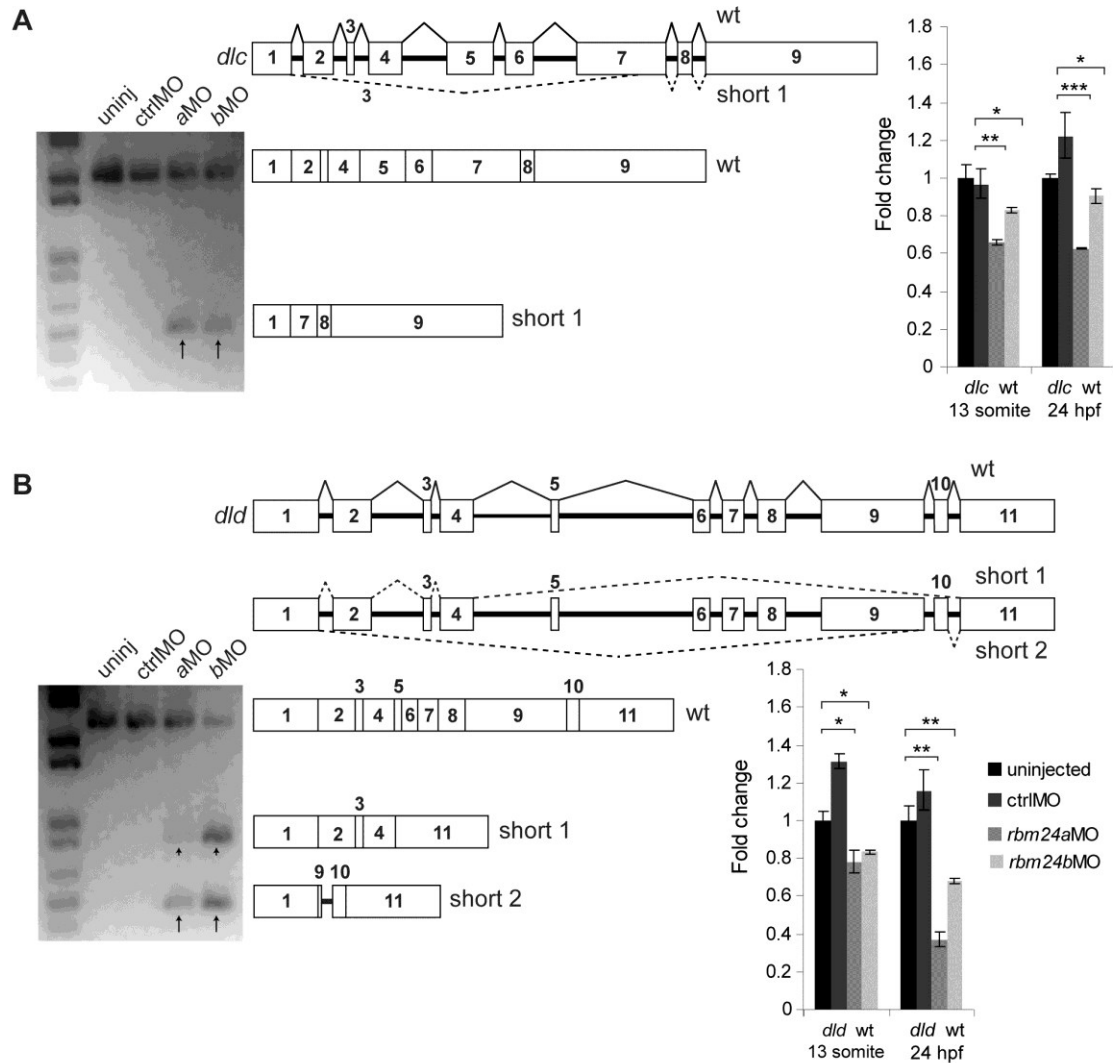 A
3
wt
dlc
1 2 4 5 6 7 8 9
3
short 1
uninj
ctrlMO
aMO
bMO
1 2 4 5 6 7 8 9
wt
1 7 8 9
short 1
1.8
1.6
1.4
1.2
1
0.8
0.6
0.4
0.2
0
Fold change
*
**
*
***
dlc wt
13 somite
dlc wt
24 hpf
B
wt
3 5 10
dld
1 2 4 6 7 8 9 11
short 1
3 5 10
1 2 4 6 7 8 9 11
short 2
uninj
ctrlMO
aMO
bMO
3 5 10
1 2 4 6 7 8 9 11
wt
3
1 2 4 11
short 1
9 10
1 11
short 2
1.8
1.6
1.4
1.2
1
0.8
0.6
0.4
0.2
0
Fold change
*
*
**
**
dld wt
13 somite
dld wt
24 hpf
uninjected
ctrlMO
rbm24aMO
rbm24bMO